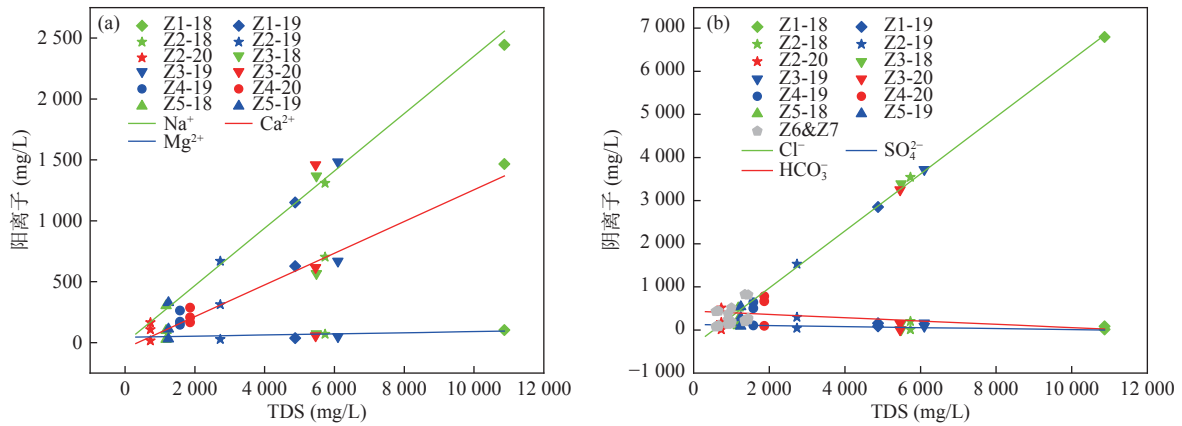 (a)
Z1-18 Z1-19
Z2-18 Z2-19
Z2-20 Z3-18
Z3-19 Z3-20
Z4-19 Z4-20
Z5-18 Z5-19
Na⁺ Ca²⁺
Mg²⁺
2 500
2 000
1 500
1 000
500
0
阳离子 (mg/L)
0 2 000 4 000 6 000 8 000 10 000 12 000
TDS (mg/L)
(b)
Z1-18 Z1-19
Z2-18 Z2-19
Z2-20 Z3-18
Z3-19 Z3-20
Z4-19 Z4-20
Z5-18 Z5-19
Z6&Z7
Cl⁻ SO₄²⁻
HCO₃⁻
7 000
6 000
5 000
4 000
3 000
2 000
1 000
0
−1 000
阴离子 (mg/L)
0 2 000 4 000 6 000 8 000 10 000 12 000
TDS (mg/L)